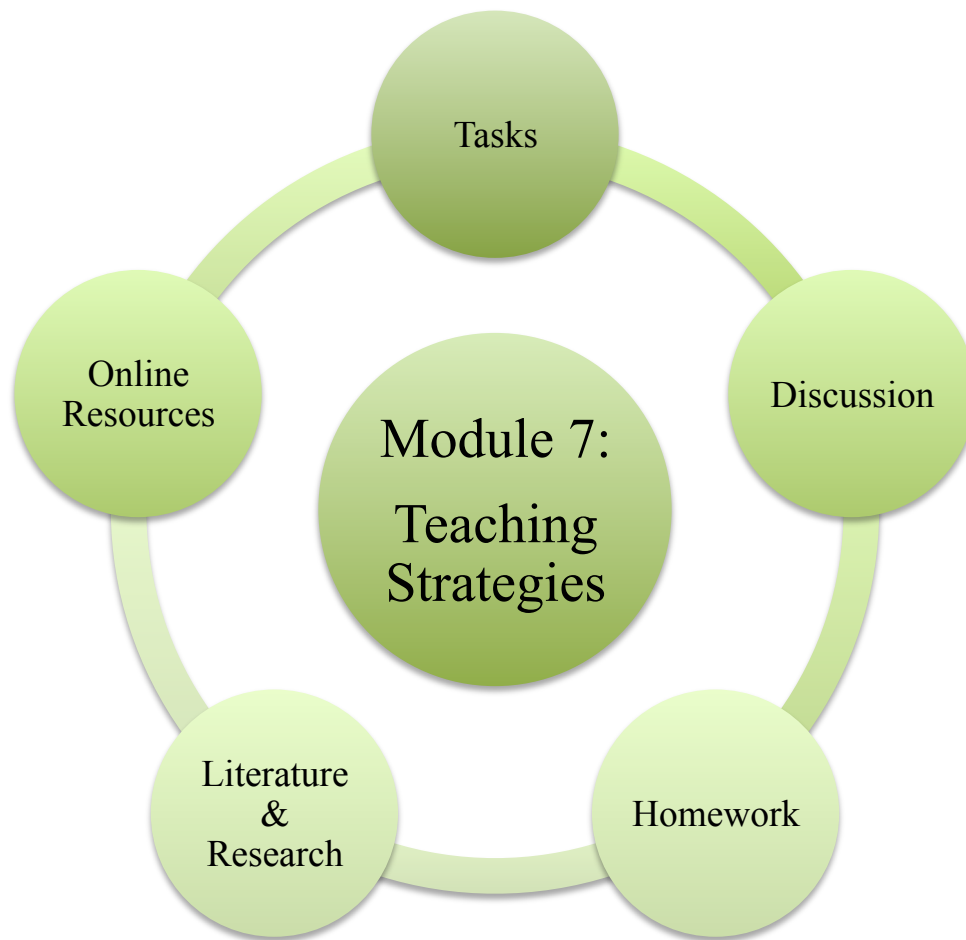 Tasks
Online
Resources
Discussion
Module 7:
Teaching
Strategies
Literature
&
Research
Homework